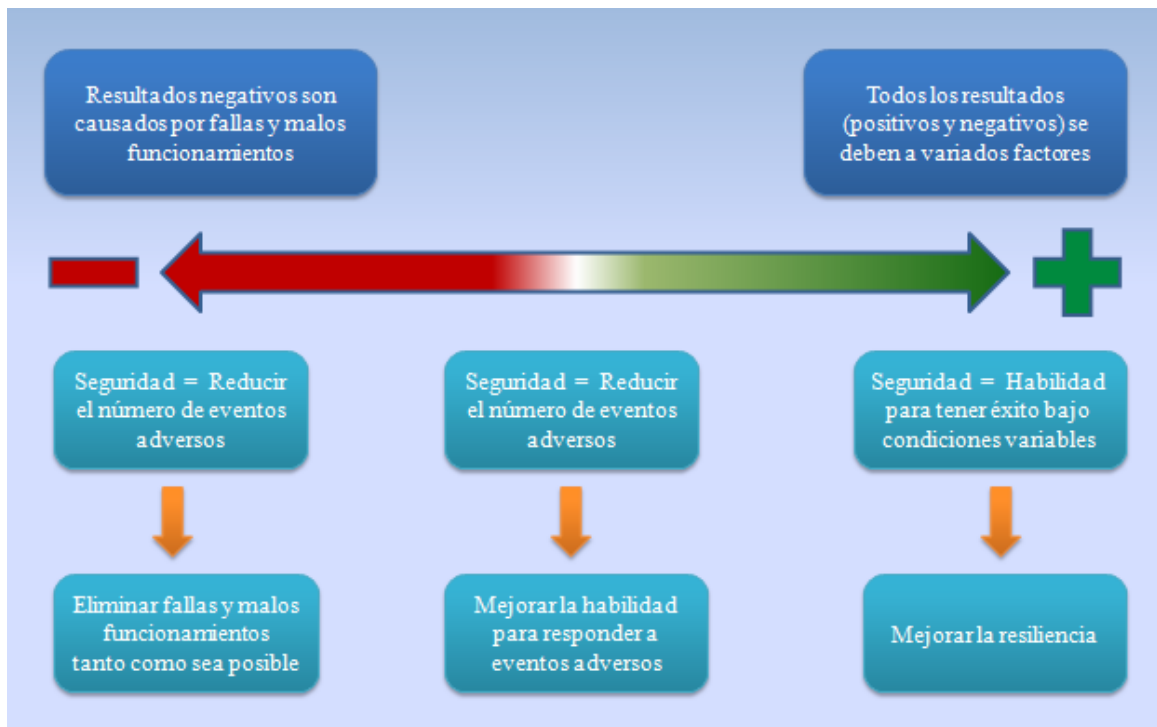 Resultados negativos son
causados por fallas y malos
funcionamientos
Todos los resultados
(positivos y negativos) se
deben a variados factores
Seguridad = Reducir
el número de eventos
adversos
Seguridad = Reducir
el número de eventos
adversos
Seguridad = Habilidad
para tener éxito bajo
condiciones variables
Eliminar fallas y malos
funcionamientos
tanto como sea posible
Mejorar la habilidad
para responder a
eventos adversos
Mejorar la resiliencia